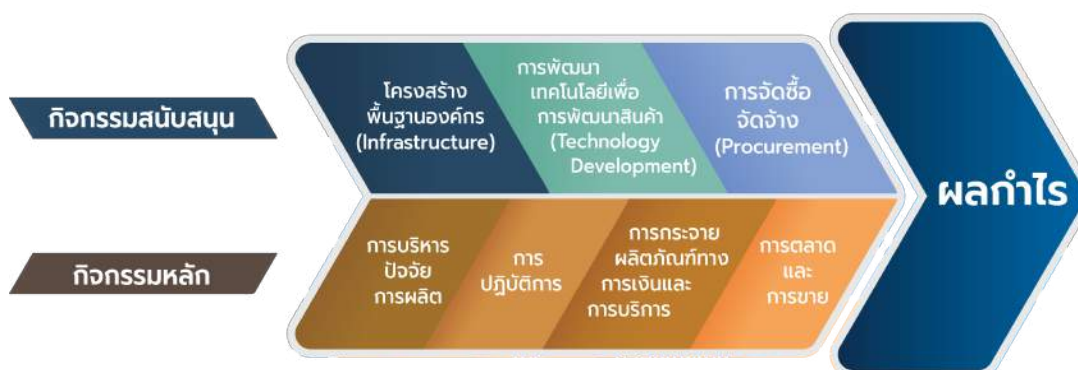 กิจกรรมสนับสนุน
โครงสร้าง
พื้นฐานองค์กร
(Infrastructure)
การพัฒนา
เทคโนโลยีเพื่อ
การพัฒนาสินค้า
(Technology
Development)
การจัดซื้อ
จัดจ้าง
(Procurement)
ผลกำไร
กิจกรรมหลัก
การบริหาร
ปัจจัย
การผลิต
การ
ปฏิบัติการ
การกระจาย
ผลิตภัณฑ์ทาง
การเงินและ
การบริการ
การตลาด
และ
การขาย